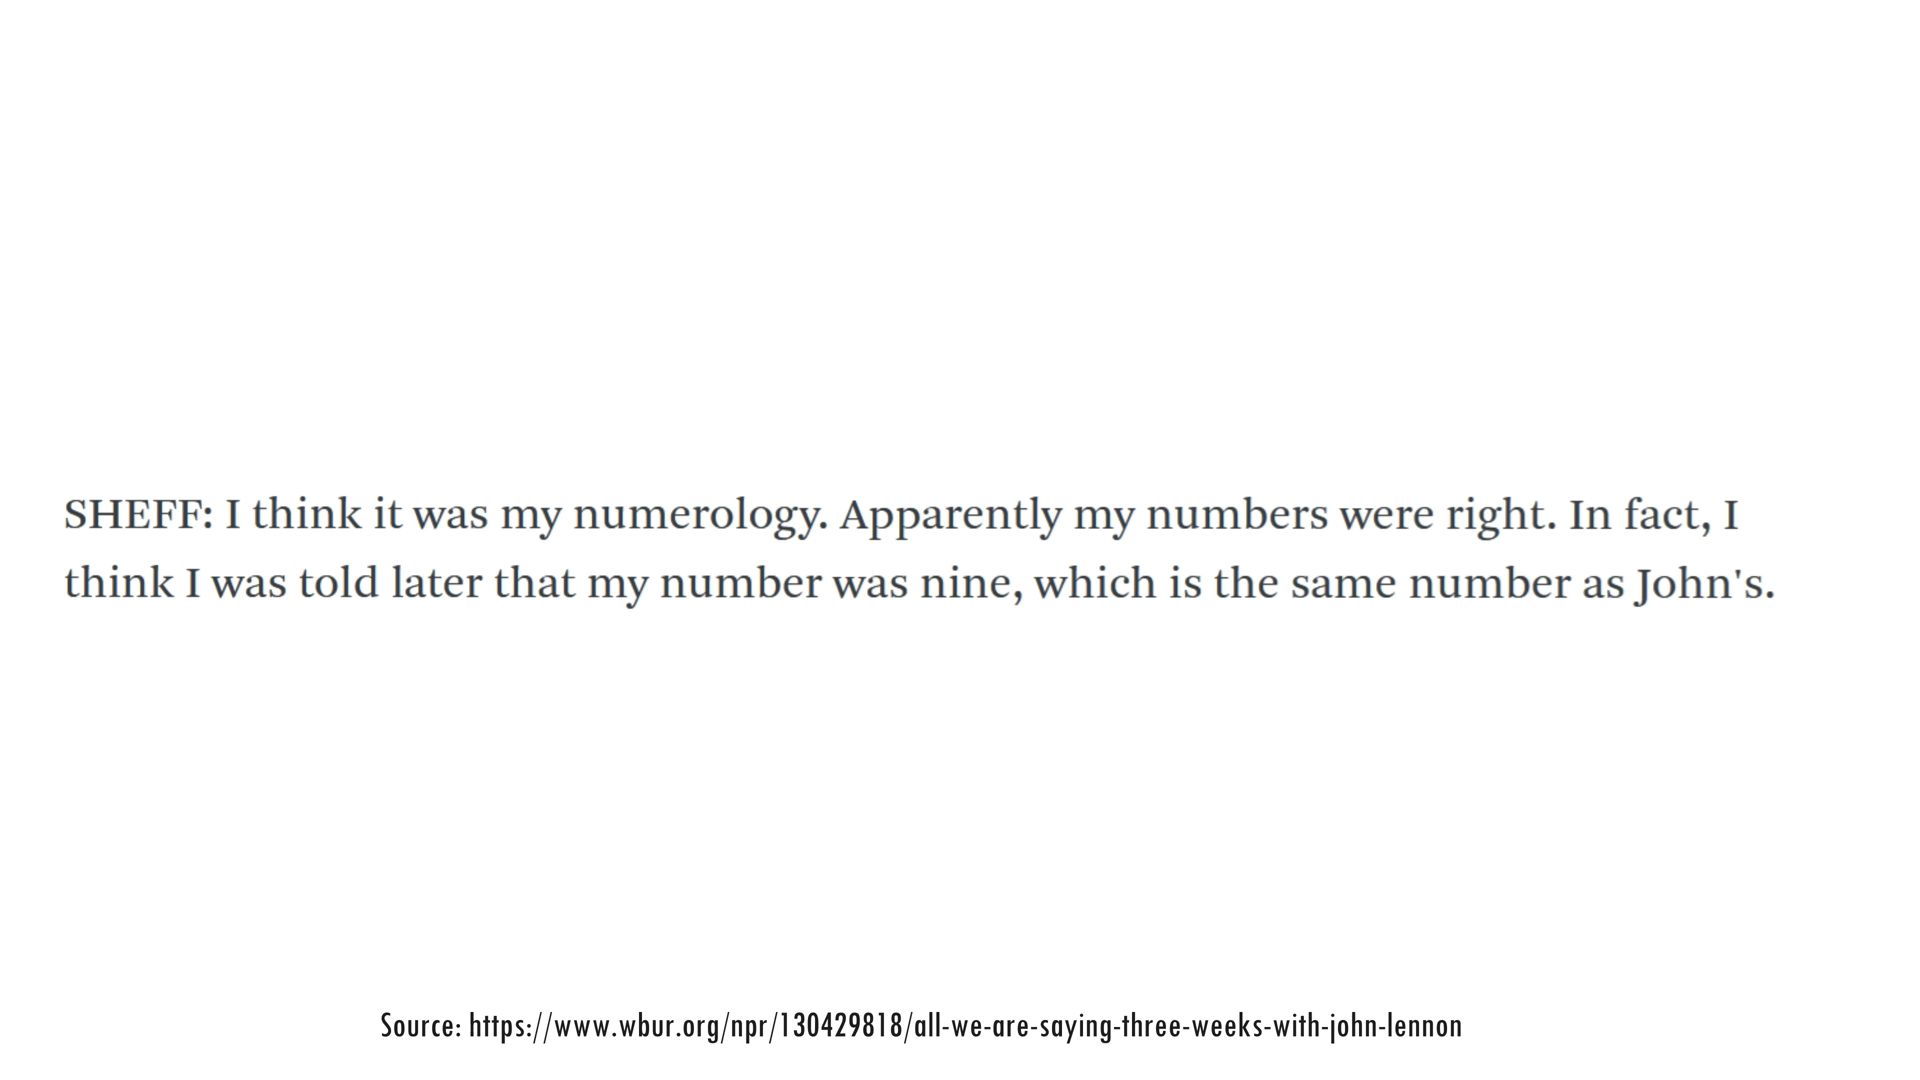 SHEFF: I think it was my numerology. Apparently my numbers were right. In fact, I
think I was told later that my number was nine, which is the same number as John's.
Source: https://www.wbur.org/npr/130429818/all-we-are-saying-three-weeks-with-john-lennon